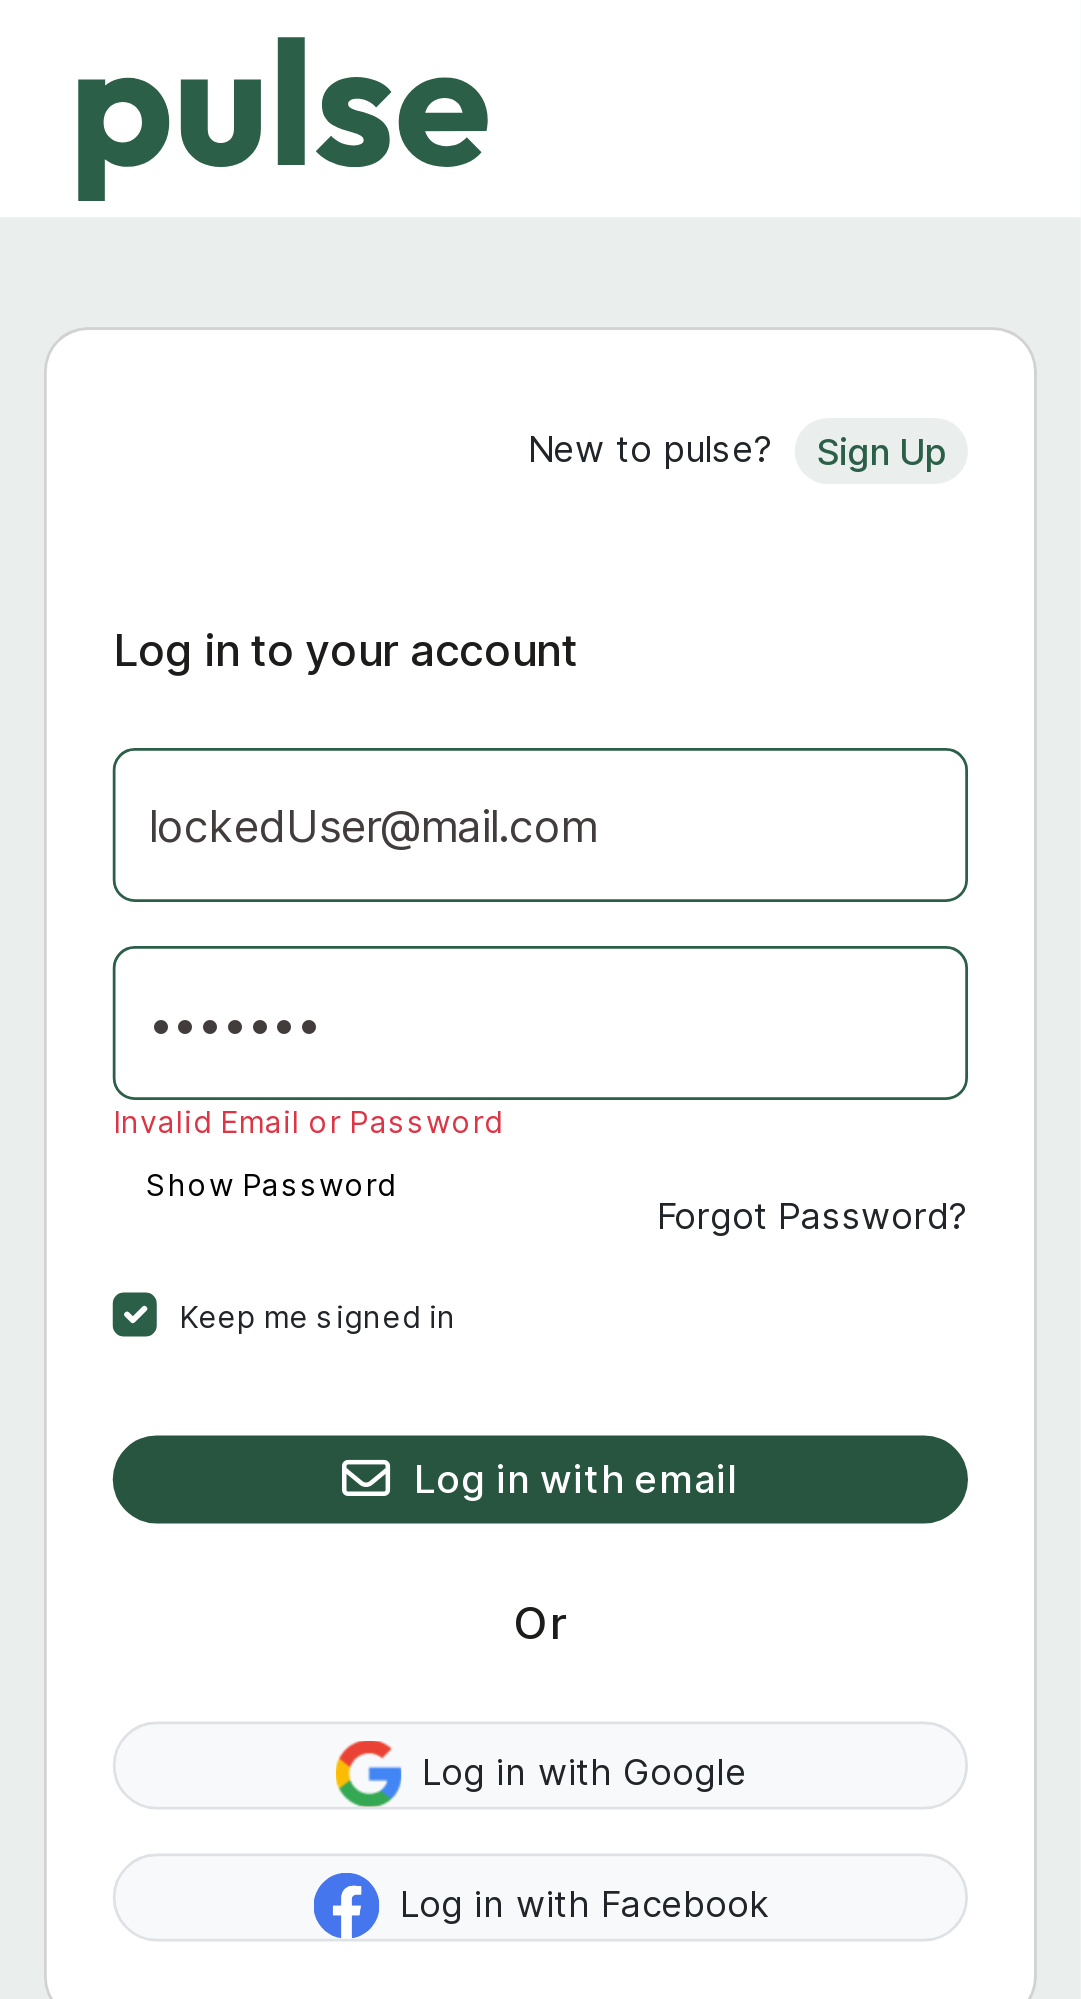 pulse
New to pulse? Sign Up
Log in to your account
lockedUser@mail.com
•••••••
Invalid Email or Password
Show Password
Forgot Password?
Keep me signed in
Log in with email
Or
Log in with Google
Log in with Facebook